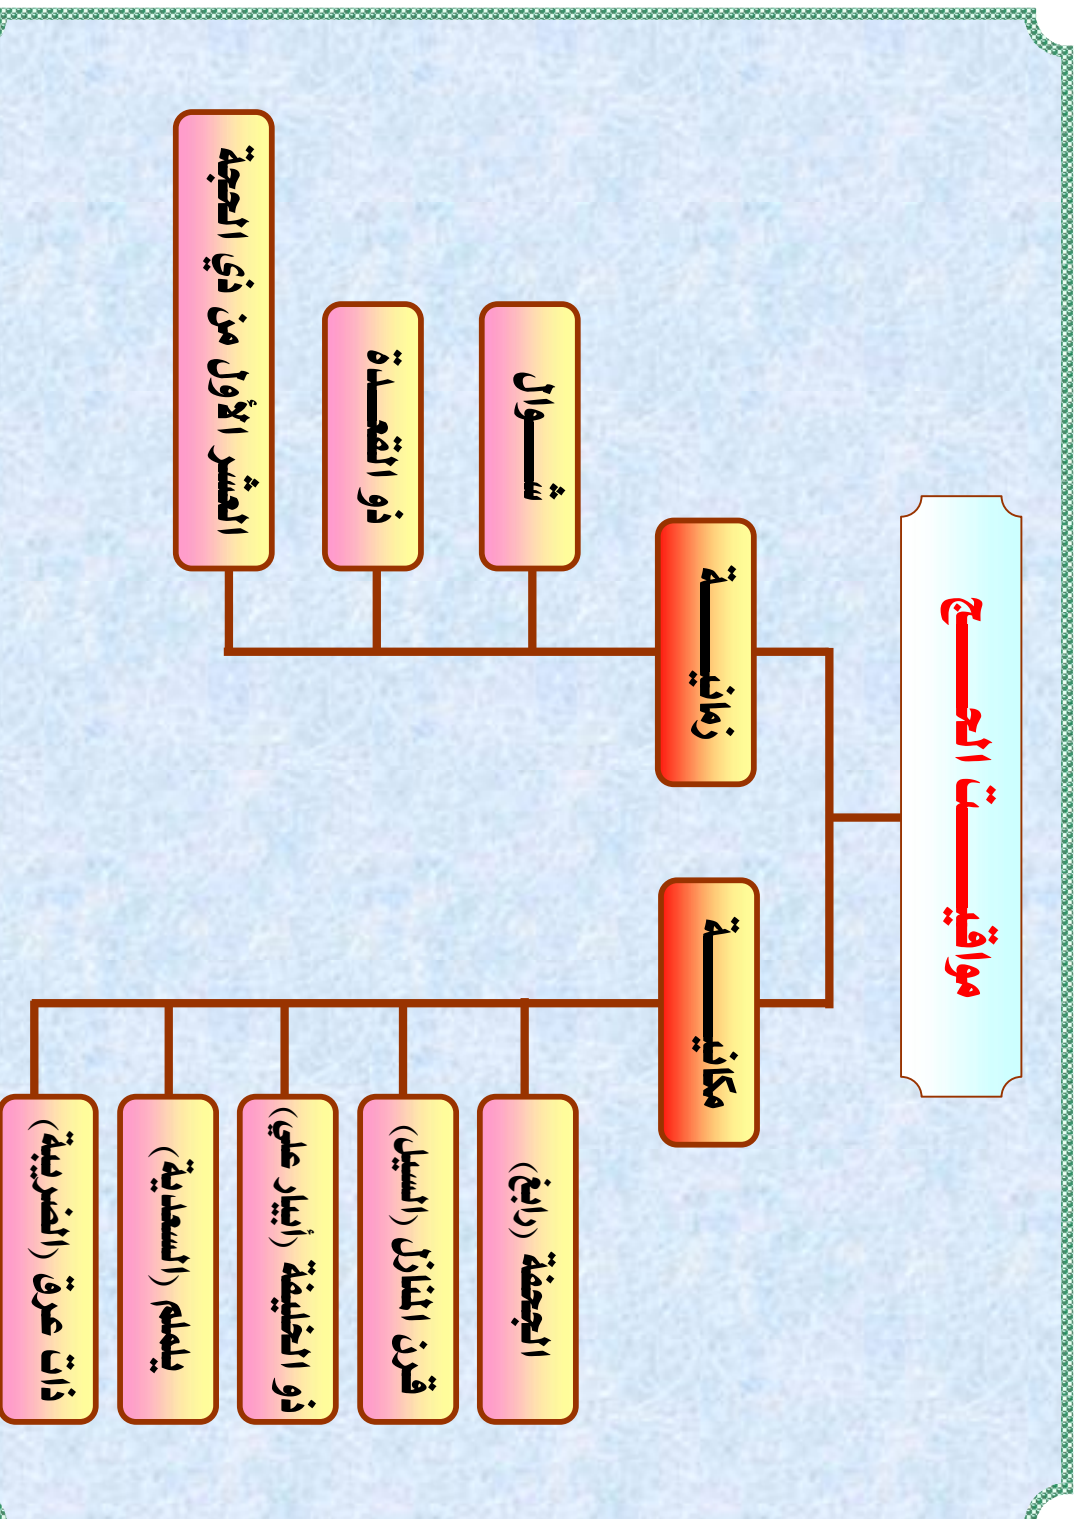 مواقيـــت الحـــج
مكانيـــة
زمانيـــة
الجحفة (رابغ)
قرن المنازل (السيل)
ذو الخليفة (أبيار علي)
يلملم (السعدية)
ذات عرق (الضريبة)
شـــوال
ذو القعـــدة
العشر الأول من ذي الحجة